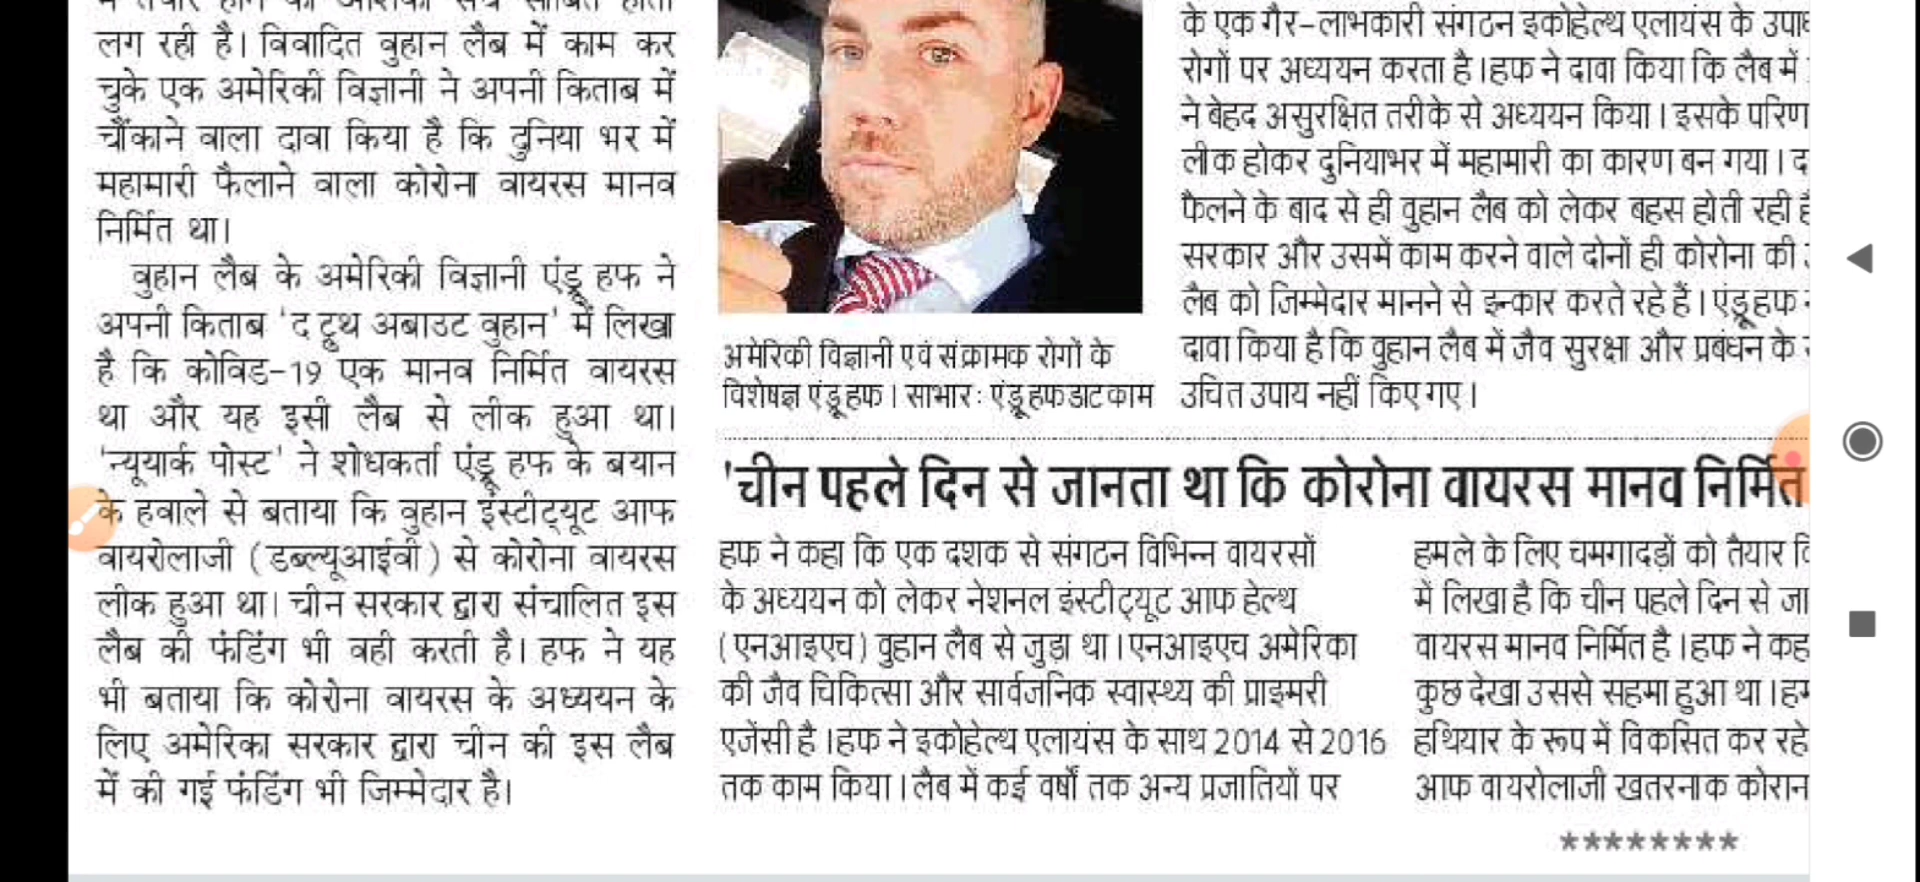 लग रही है। विवादित वुहान लैब में काम कर
चुके एक अमेरिकी विज्ञानी ने अपनी किताब में
चौंकाने वाला दावा किया है कि दुनिया भर में
महामारी फैलाने वाला कोरोना वायरस मानव
निर्मित था।
वुहान लैब के अमेरिकी विज्ञानी एंड्रू हफ ने
अपनी किताब 'द ट्रुथ अबाउट वुहान' में लिखा
है कि कोविड-19 एक मानव निर्मित वायरस
था और यह इसी लैब से लीक हुआ था।
'न्यूयार्क पोस्ट' ने शोधकर्ता एंड्रू हफ के बयान
के हवाले से बताया कि वुहान इंस्टीट्यूट आफ
वायरोलाजी (डब्ल्यूआईवी) से कोरोना वायरस
लीक हुआ था। चीन सरकार द्वारा संचालित इस
लैब की फंडिंग भी वही करती है। हफ ने यह
भी बताया कि कोरोना वायरस के अध्ययन के
लिए अमेरिका सरकार द्वारा चीन की इस लैब
में की गई फंडिंग भी जिम्मेदार है।
अमेरिकी विज्ञानी एवं संक्रामक रोगों के
विशेषज्ञ एंड्रू हफ। साभार: एंड्रू हफडाटकाम
के एक गैर-लाभकारी संगठन इकोहेल्थ एलायंस के
रोगों पर अध्ययन करता है। हफ ने दावा किया कि लैब में
ने बेहद असुरक्षित तरीके से अध्ययन किया। इसके
लीक होकर दुनियाभर में महामारी का कारण बन गया।
फैलने के बाद से ही वुहान लैब को लेकर बहस होती रही
सरकार और उसमें काम करने वाले दोनों ही कोरोना की
लैब को जिम्मेदार मानने से इन्कार करते रहे हैं। एंड्रू हफ
दावा किया है कि वुहान लैब में जैव सुरक्षा और प्रबंधन के
उचित उपाय नहीं किए गए।
'चीन पहले दिन से जानता था कि कोरोना वायरस मानव निर्मित
हफ ने कहा कि एक दशक से संगठन विभिन्न वायरसों
के अध्ययन को लेकर नेशनल इंस्टीट्यूट आफ हेल्थ
(एनआइएच) वुहान लैब से जुड़ा था। एनआइएच अमेरिका
की जैव चिकित्सा और सार्वजनिक स्वास्थ्य की प्राइमरी
एजेंसी है। हफ ने इकोहेल्थ एलायंस के साथ 2014 से 2016
तक काम किया। लैब में कई वर्षों तक अन्य प्रजातियों पर
हमले के लिए चमगादड़ों को तैयार
में लिखा है कि चीन पहले दिन से
वायरस मानव निर्मित है। हफ ने
कुछ देखा उससे सहमा हुआ था।
हथियार के रूप में विकसित कर रहे
आफ वायरोलाजी खतरनाक
********